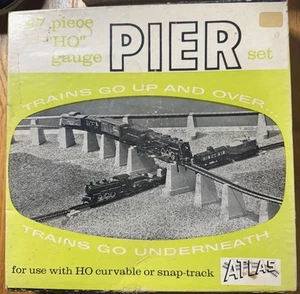 47 piece
"HO"
gauge
PIER set
TRAINS GO UP AND OVER
TRAINS GO UNDERNEATH
for use with HO curvable or snap-track
ATLAS